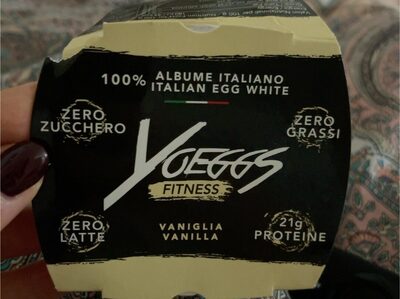 100% ALBUME ITALIANO
ITALIAN EGG WHITE
ZERO
ZUCCHERO
ZERO
GRASSI
YOEGGS
FITNESS
ZERO
LATTE
VANIGLIA
VANILLA
21g
PROTEINE